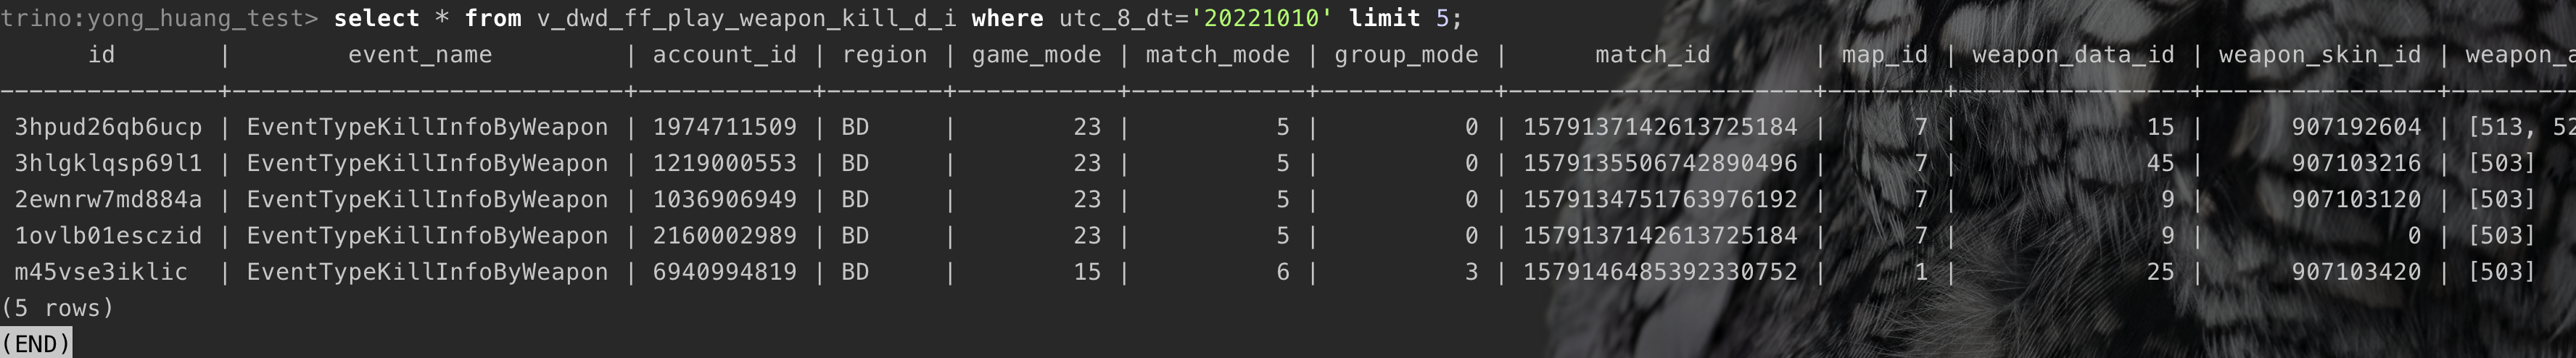 trino:yong_huang_test> select * from v_dwd_ff_play_weapon_kill_d_i where utc_8_dt='20221010' limit 5;
id | event_name | account_id | region | game_mode | match_mode | group_mode | match_id | map_id | weapon_data_id | weapon_skin_id | weapon_a
---------------+----------------------------+------------+--------+-----------+------------+------------+---------------------+--------+----------------+----------------+---------
3hpud26qb6ucp | EventTypeKillInfoByWeapon | 1974711509 | BD | 23 | 5 | 0 | 1579137142613725184 | 7 | 15 | 907192604 | [513, 52
3hlgklqsp69l1 | EventTypeKillInfoByWeapon | 1219000553 | BD | 23 | 5 | 0 | 1579135506742890496 | 7 | 45 | 907103216 | [503]
2ewnrw7md884a | EventTypeKillInfoByWeapon | 1036906949 | BD | 23 | 5 | 0 | 1579134751763976192 | 7 | 9 | 907103120 | [503]
1ovlb01esczid | EventTypeKillInfoByWeapon | 2160002989 | BD | 23 | 5 | 0 | 1579137142613725184 | 7 | 9 | 0 | [503]
m45vse3iklic | EventTypeKillInfoByWeapon | 6940994819 | BD | 15 | 6 | 3 | 1579146485392330752 | 1 | 25 | 907103420 | [503]
(5 rows)
(END)